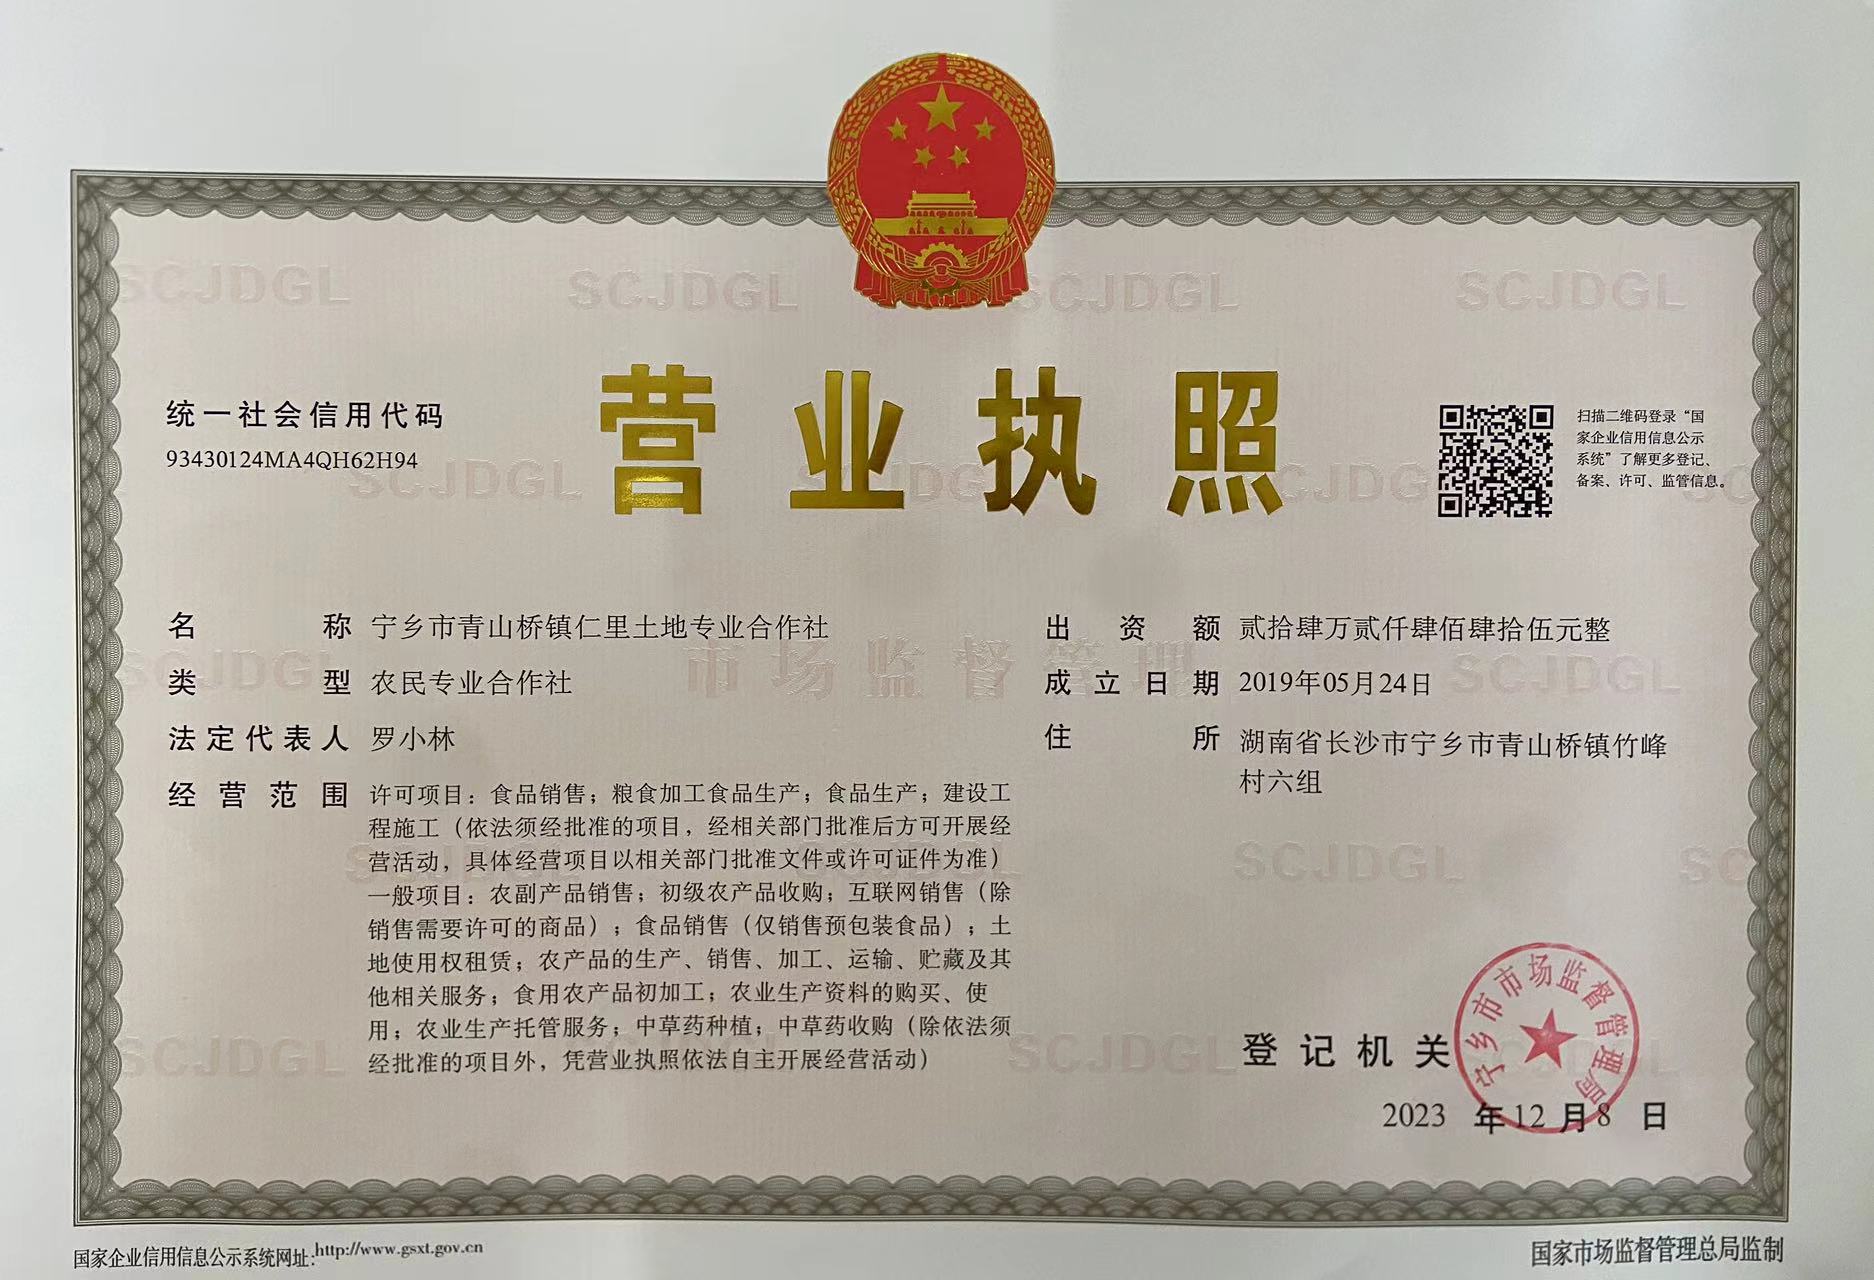 营业执照
统一社会信用代码
93430124MA4QH62H94
扫描二维码登录“国
家企业信用信息公示
系统”了解更多登记、
备案、许可、监管信息。
名称 宁乡市青山桥镇仁里土地专业合作社
类型 农民专业合作社
法定代表人 罗小林
经营范围 许可项目：食品销售；粮食加工食品生产；食品生产；建设工
程施工（依法须经批准的项目，经相关部门批准后方可开展经
营活动，具体经营项目以相关部门批准文件或许可证件为准）
一般项目：农副产品销售；初级农产品收购；互联网销售（除
销售需要许可的商品）；食品销售（仅销售预包装食品）；土
地使用权租赁；农产品的生产、销售、加工、运输、贮藏及其
他相关服务；食用农产品初加工；农业生产资料的购买、使
用；农业生产托管服务；中草药种植；中草药收购（除依法须
经批准的项目外，凭营业执照依法自主开展经营活动）
出资额 贰拾肆万贰仟肆佰肆拾伍元整
成立日期 2019年05月24日
住所 湖南省长沙市宁乡市青山桥镇竹峰
村六组
登记机关
宁乡市市场监督管理局
2023 年 12 月 8 日
国家企业信用信息公示系统网址:http://www.gsxt.gov.cn
国家市场监督管理总局监制
SCJDGL
市场监督管理